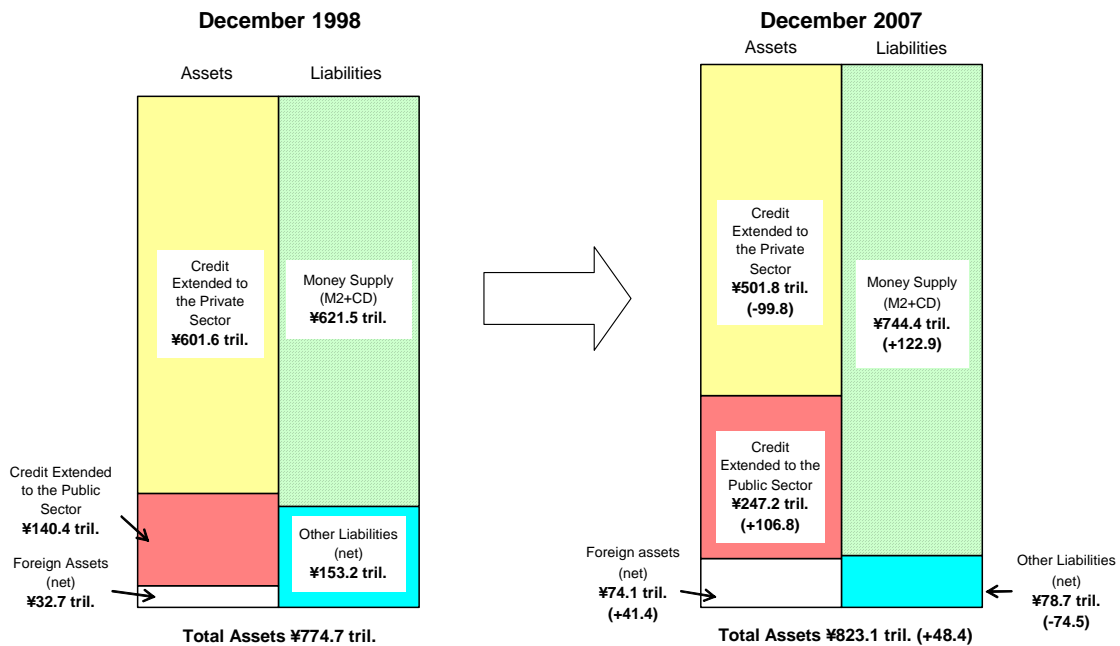 December 1998
Assets
Liabilities
Credit
Extended to
the Private
Sector
¥601.6 tril.
Money Supply
(M2+CD)
¥621.5 tril.
Credit Extended
to the Public
Sector
¥140.4 tril.
Foreign Assets
(net)
¥32.7 tril.
Other Liabilities
(net)
¥153.2 tril.
Total Assets ¥774.7 tril.
December 2007
Assets
Liabilities
Credit
Extended to
the Private
Sector
¥501.8 tril.
(-99.8)
Money Supply
(M2+CD)
¥744.4 tril.
(+122.9)
Credit
Extended to the
Public Sector
¥247.2 tril.
(+106.8)
Foreign assets
(net)
¥74.1 tril.
(+41.4)
Other Liabilities
(net)
¥78.7 tril.
(-74.5)
Total Assets ¥823.1 tril. (+48.4)